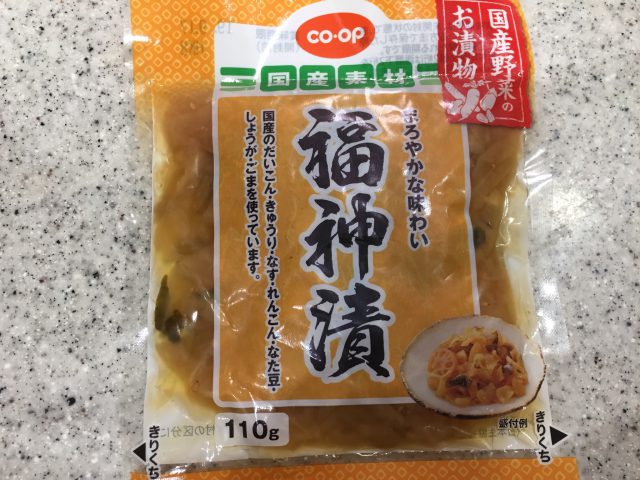 co·op
国産素材
国産野菜の
お漬物
まろやかな味わい
福神漬
国産のだいこん・きゅうり・なす・れんこん・なた豆・
しょうが・ごまを使っています。
110g
盛付例
きりくち
きりくち